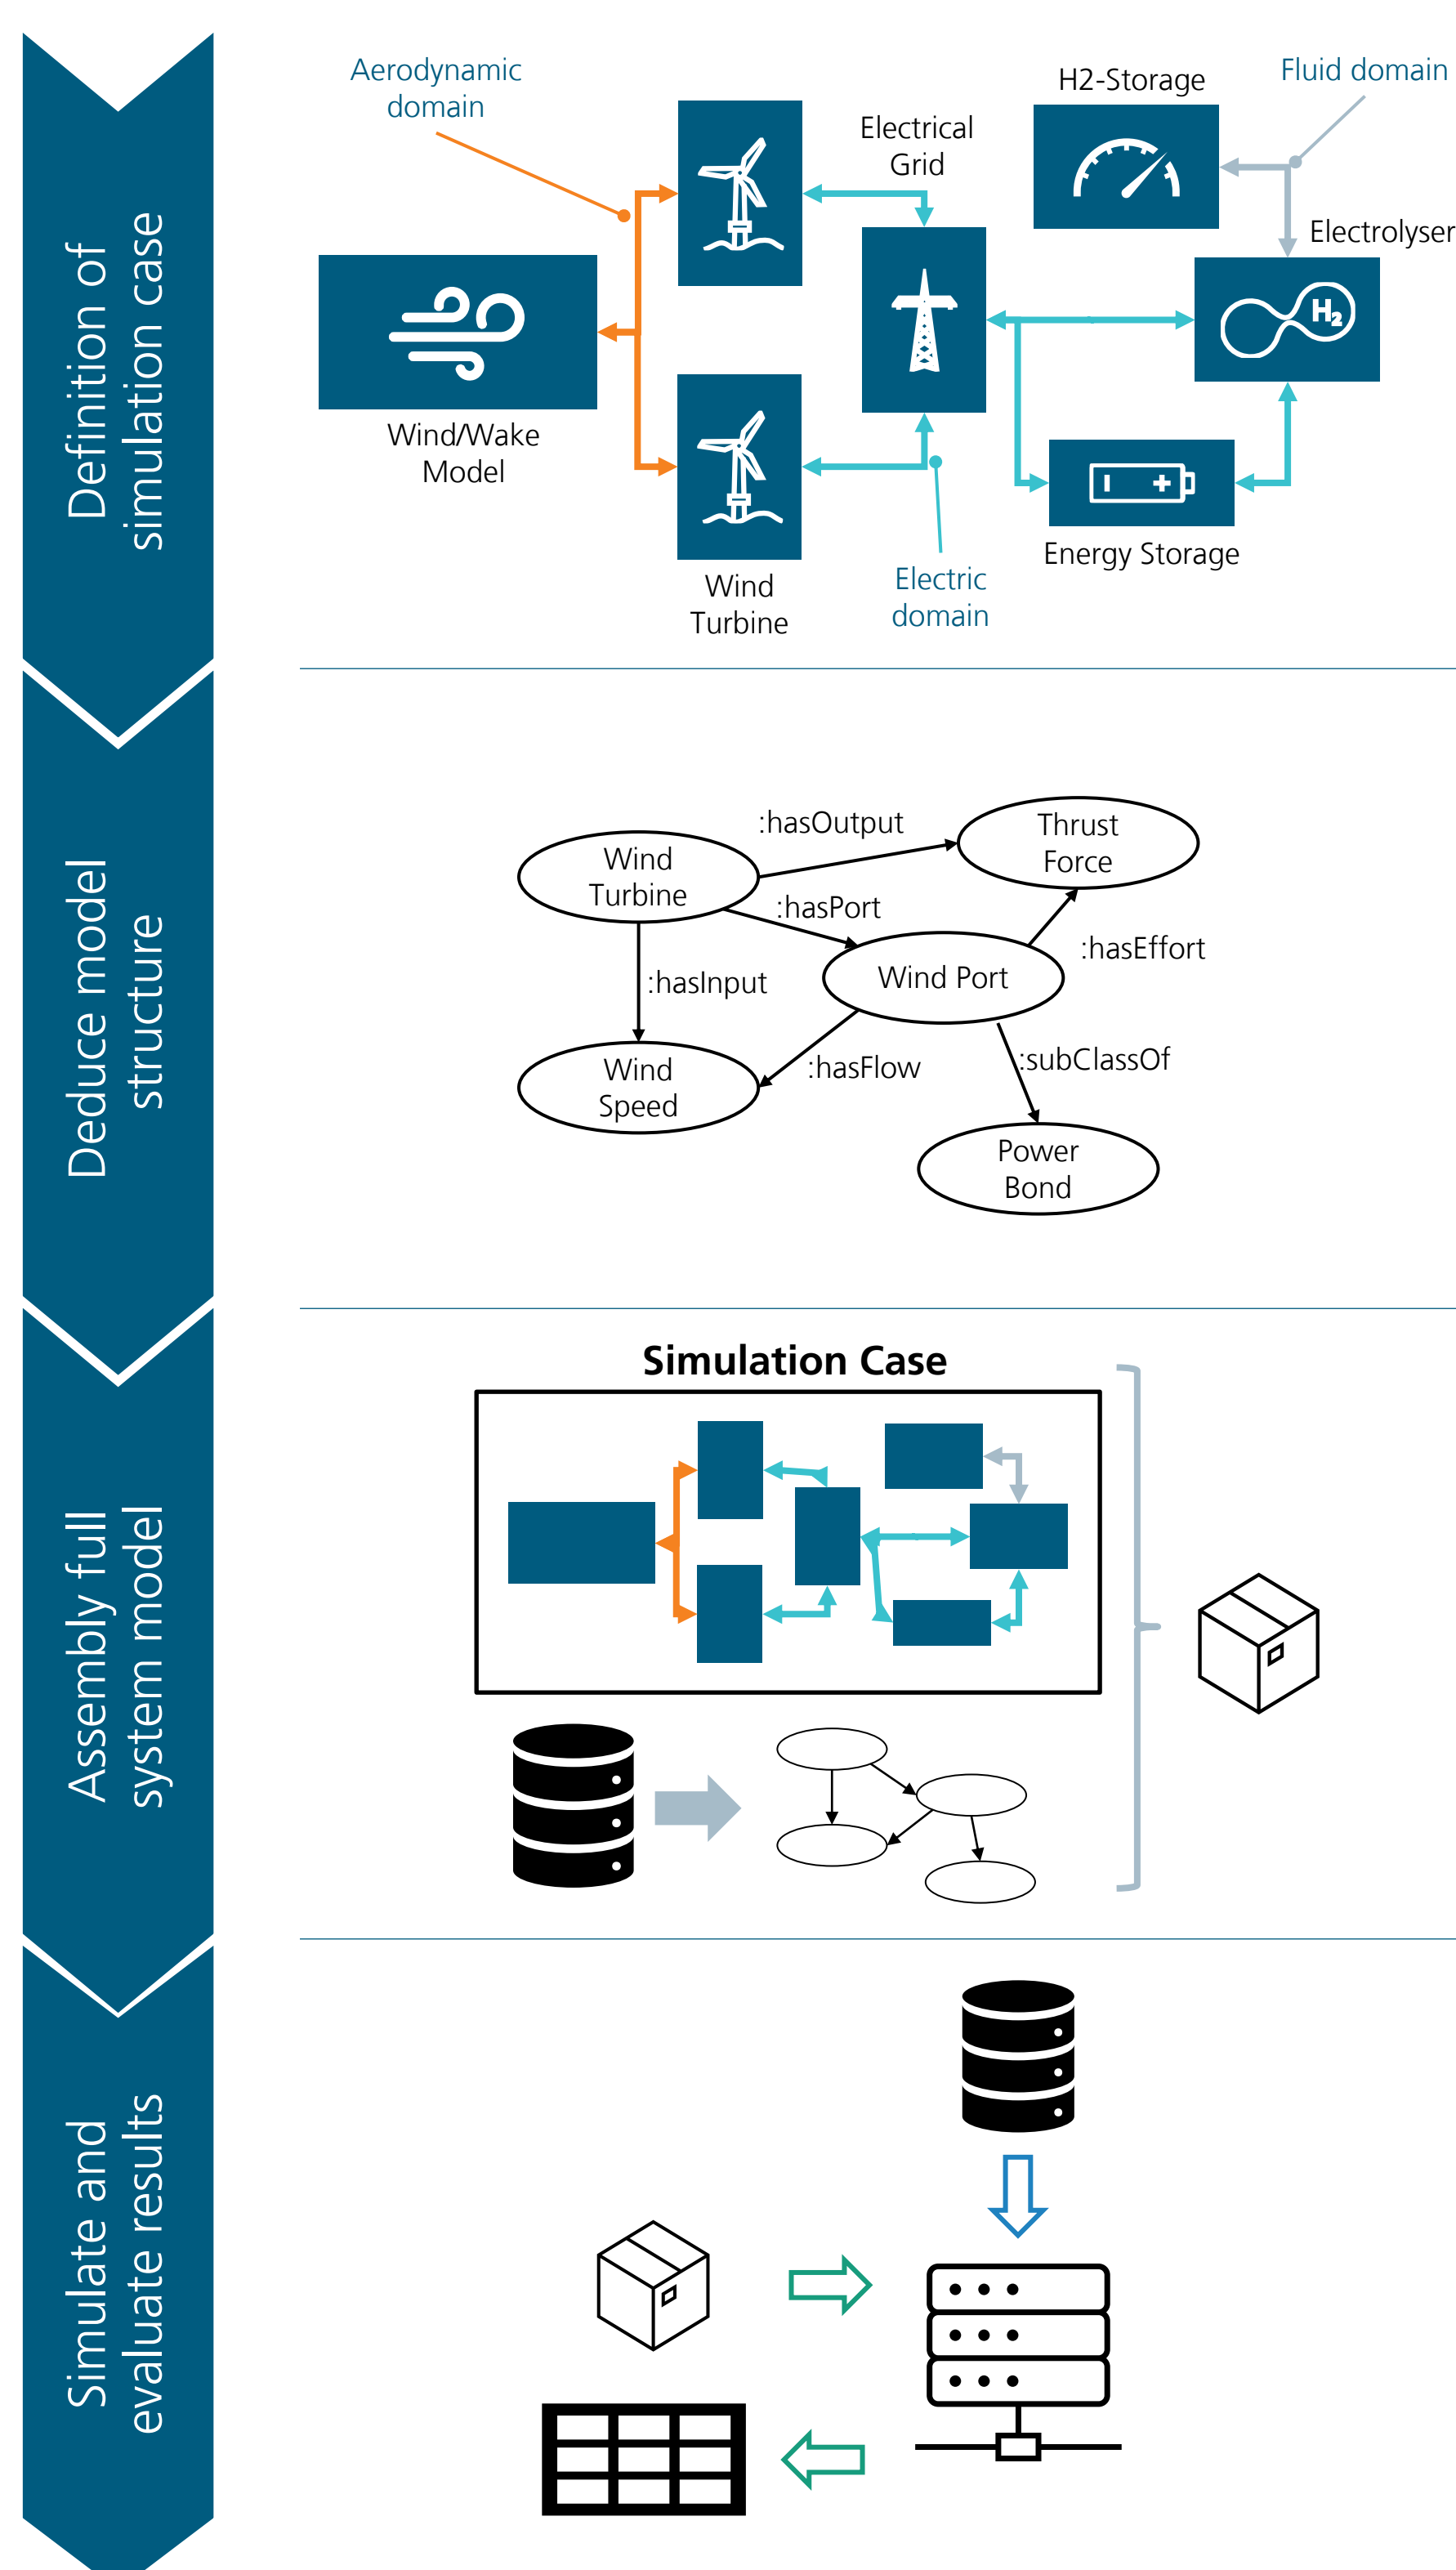 Definition of
simulation case
Aerodynamic
domain
Wind/Wake
Model
Wind
Turbine
Electrical
Grid
Electric
domain
H2-Storage
Fluid domain
Electrolyser
H2
Energy Storage
Deduce model
structure
Wind
Turbine
:hasOutput
Thrust
Force
:hasPort
:hasEffort
Wind Port
:hasInput
:hasFlow
:subClassOf
Wind
Speed
Power
Bond
Assembly full
system model
Simulation Case
Simulate and
evaluate results